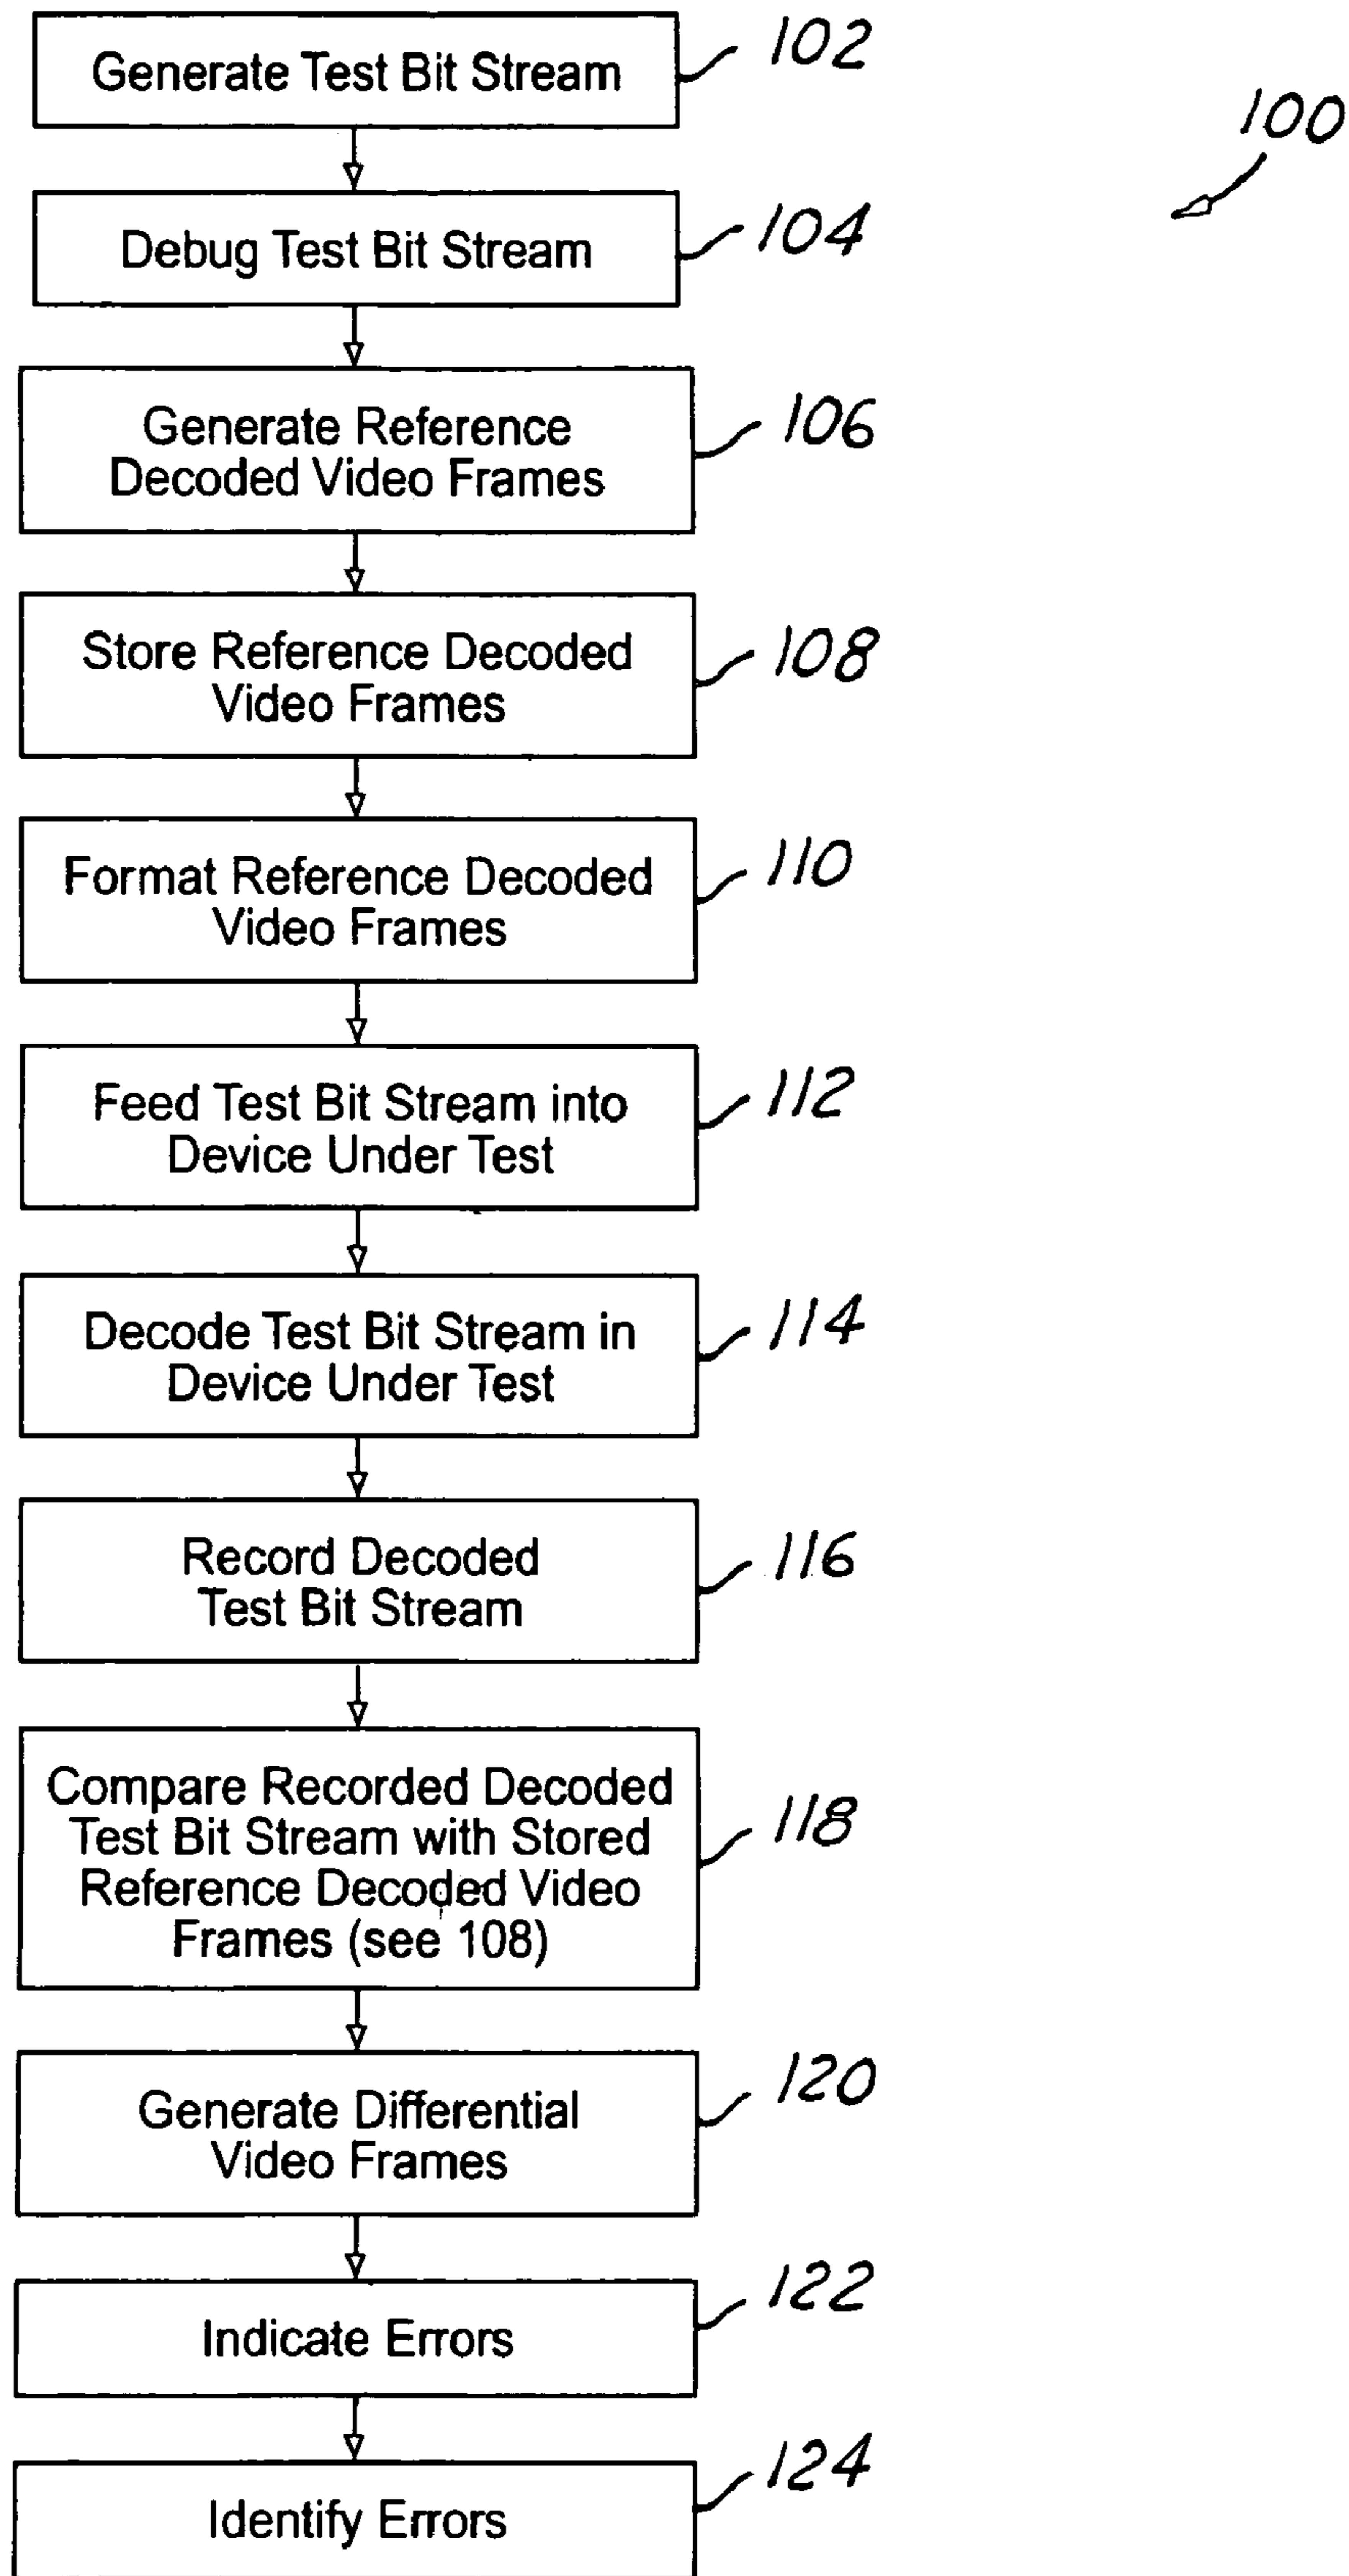 Generate Test Bit Stream
102
100
Debug Test Bit Stream
104
Generate Reference
Decoded Video Frames
106
Store Reference Decoded
Video Frames
108
Format Reference Decoded
Video Frames
110
Feed Test Bit Stream into
Device Under Test
112
Decode Test Bit Stream in
Device Under Test
114
Record Decoded
Test Bit Stream
116
Compare Recorded Decoded
Test Bit Stream with Stored
Reference Decoded Video
Frames (see 108)
118
Generate Differential
Video Frames
120
Indicate Errors
122
Identify Errors
124